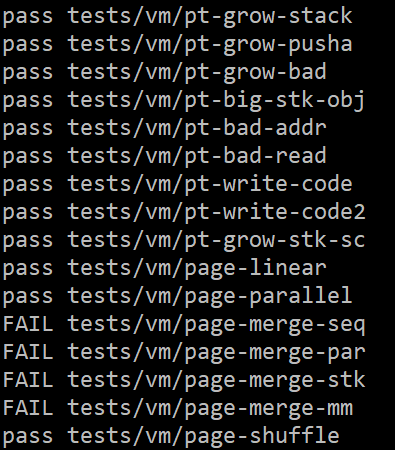 pass tests/vm/pt-grow-stack
pass tests/vm/pt-grow-pusha
pass tests/vm/pt-grow-bad
pass tests/vm/pt-big-stk-obj
pass tests/vm/pt-bad-addr
pass tests/vm/pt-bad-read
pass tests/vm/pt-write-code
pass tests/vm/pt-write-code2
pass tests/vm/pt-grow-stk-sc
pass tests/vm/page-linear
pass tests/vm/page-parallel
FAIL tests/vm/page-merge-seq
FAIL tests/vm/page-merge-par
FAIL tests/vm/page-merge-stk
FAIL tests/vm/page-merge-mm
pass tests/vm/page-shuffle